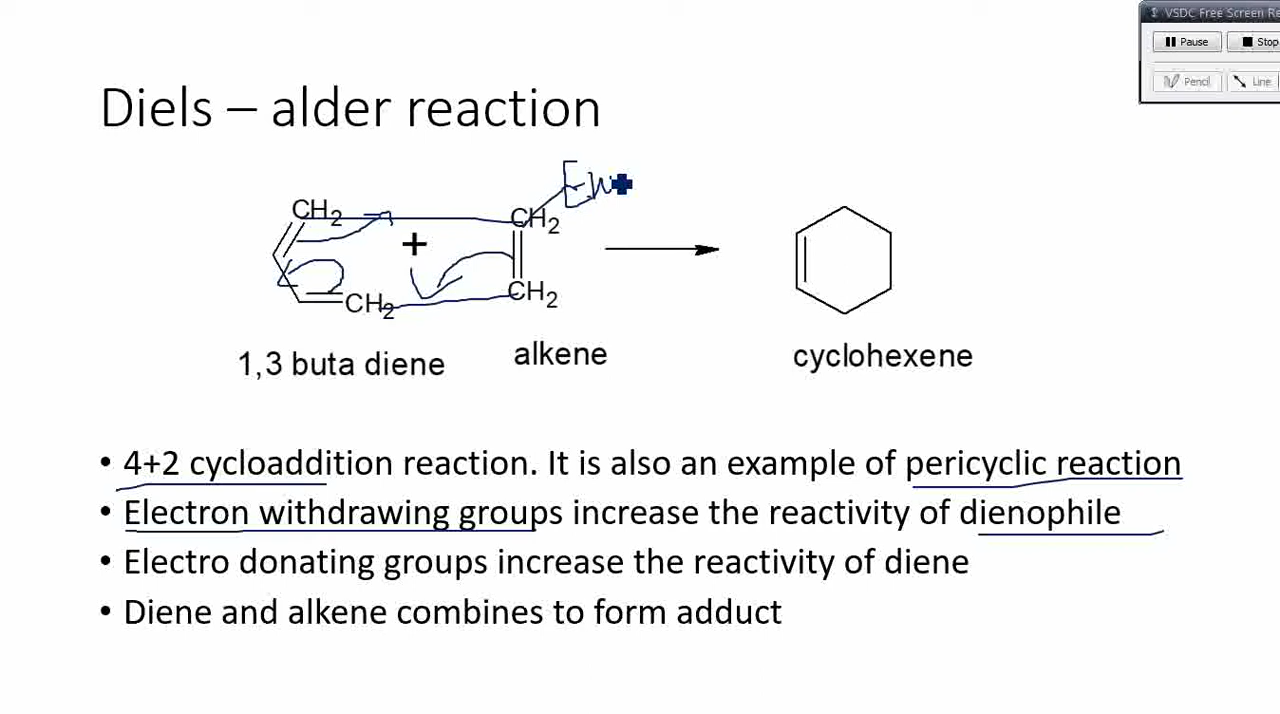 VSDC Free Screen Re
Pause Stop
Pencil Line
Diels – alder reaction
EW
CH2 CH2
+
CH2 CH2
1,3 buta diene alkene cyclohexene
• 4+2 cycloaddition reaction. It is also an example of pericyclic reaction
• Electron withdrawing groups increase the reactivity of dienophile
• Electro donating groups increase the reactivity of diene
• Diene and alkene combines to form adduct